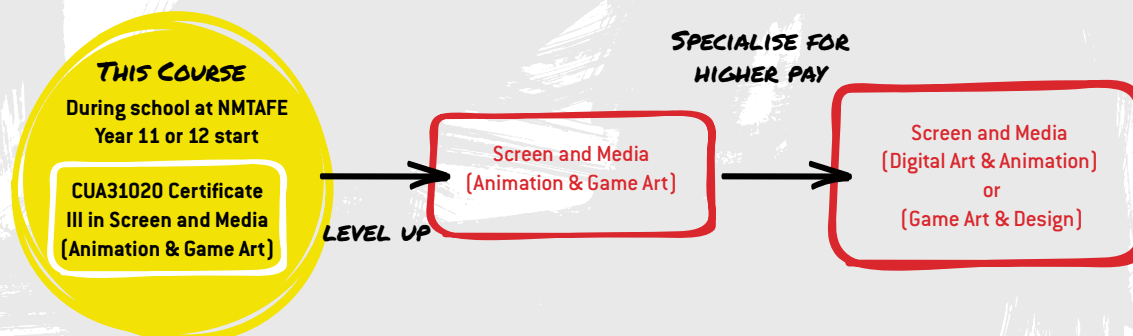 THIS COURSE
During school at NMTAFE
Year 11 or 12 start
CUA31020 Certificate
III in Screen and Media
(Animation & Game Art)
LEVEL UP
Screen and Media
(Animation & Game Art)
SPECIALISE FOR
HIGHER PAY
Screen and Media
(Digital Art & Animation)
or
(Game Art & Design)